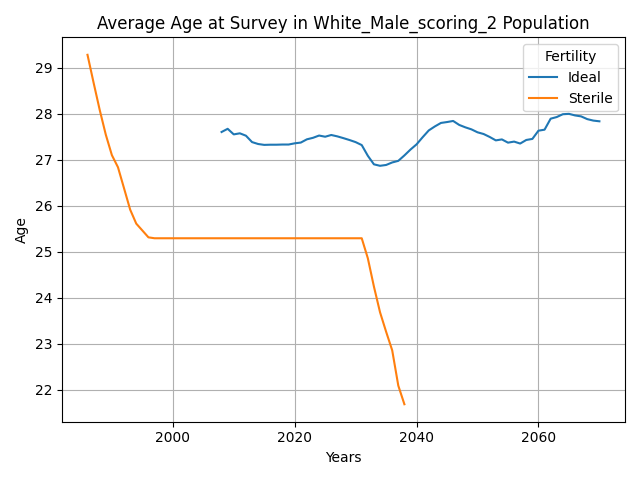 Average Age at Survey in White_Male_scoring_2 Population
Fertility
Ideal
Sterile
29
28
27
26
25
24
23
22
Age
2000
2020
2040
2060
Years